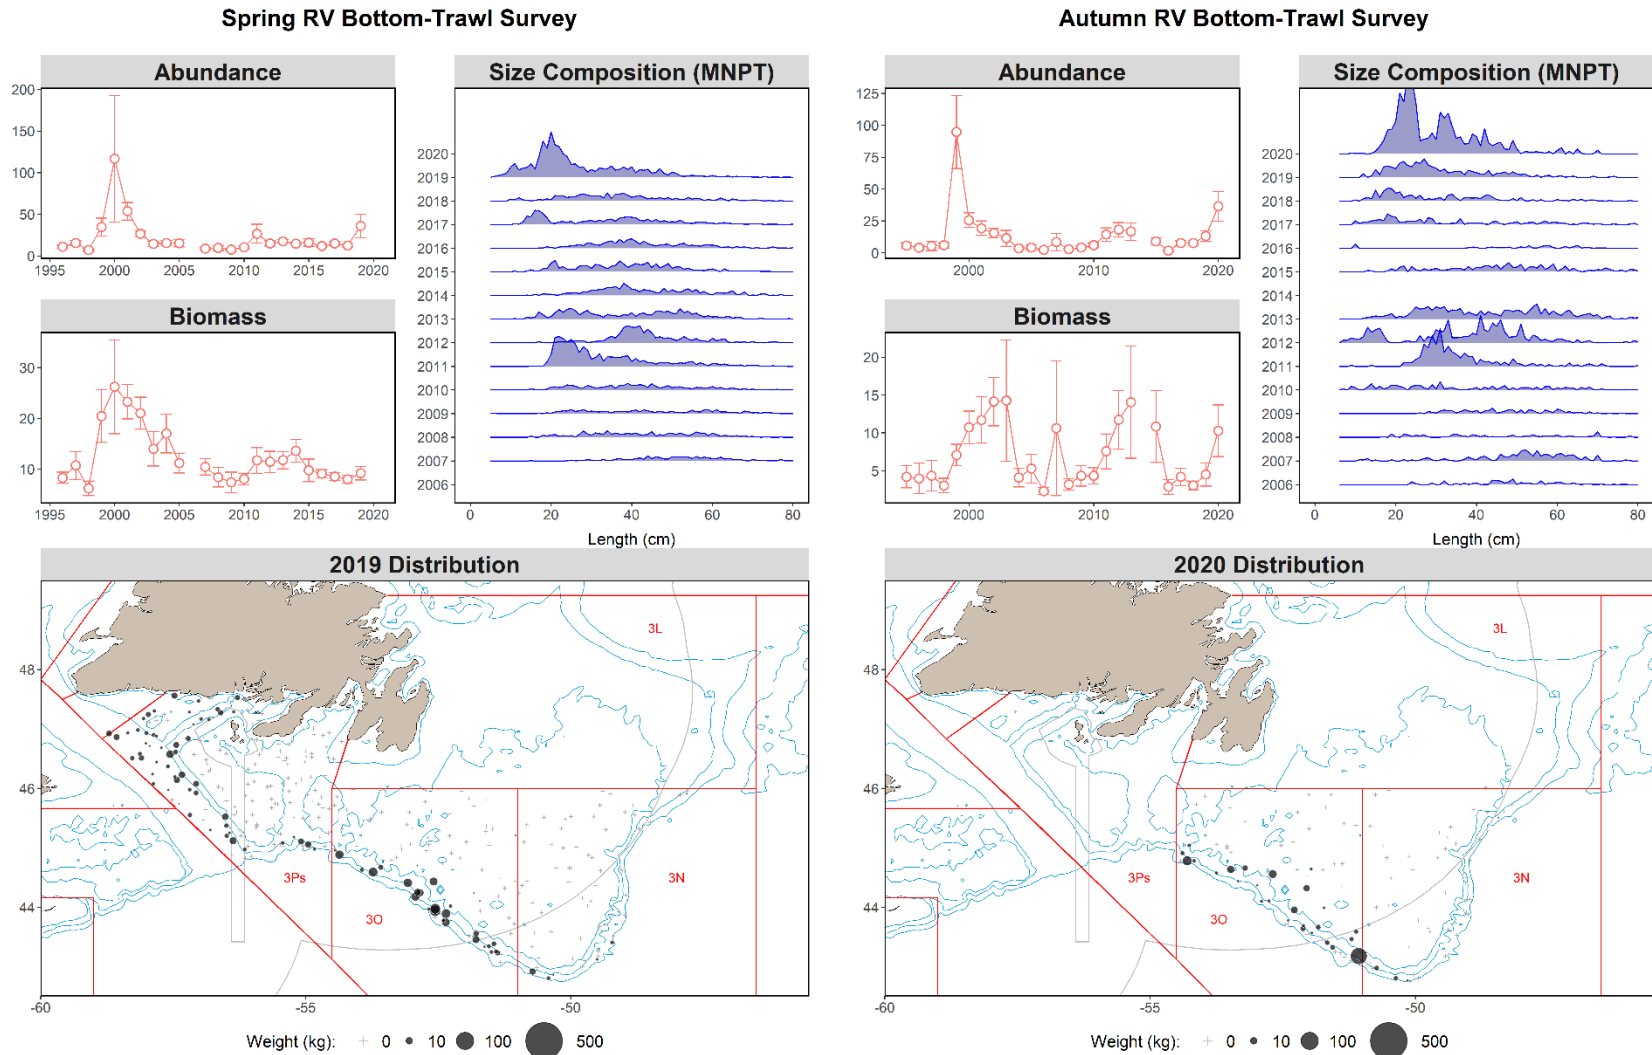 Spring RV Bottom-Trawl Survey
Autumn RV Bottom-Trawl Survey
Abundance
200
150
100
50
0
1995 2000 2005 2010 2015 2020
Size Composition (MNPT)
2020
2019
2018
2017
2016
2015
2014
2013
2012
2011
2010
2009
2008
2007
2006
0 20 40 60 80
Length (cm)
Biomass
30
20
10
1995 2000 2005 2010 2015 2020
Abundance
125
100
75
50
25
0
2000 2010 2020
Size Composition (MNPT)
2020
2019
2018
2017
2016
2015
2014
2013
2012
2011
2010
2009
2008
2007
2006
0 20 40 60 80
Length (cm)
Biomass
20
15
10
5
2000 2010 2020
2019 Distribution
48
46
44
3L
3Ps
3O
3N
-60 -55 -50
Weight (kg): 0 10 100 500
2020 Distribution
48
46
44
3L
3Ps
3O
3N
-60 -55 -50
Weight (kg): 0 10 100 500